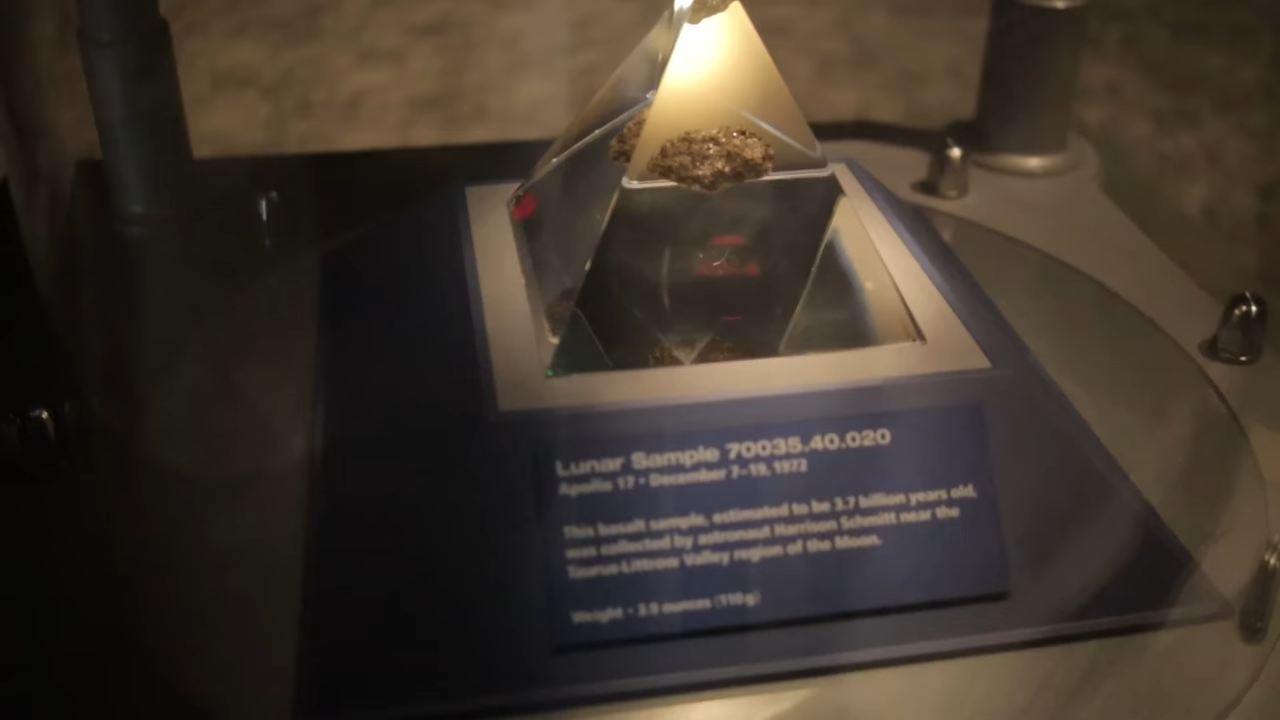 Lunar Sample 70035.40.020
Apollo 17 • December 7–19, 1972
This basalt sample, estimated to be 3.7 billion years old,
was collected by astronaut Harrison Schmitt near the
Taurus-Littrow Valley region of the Moon.
Weight • 3.9 ounces (110g)